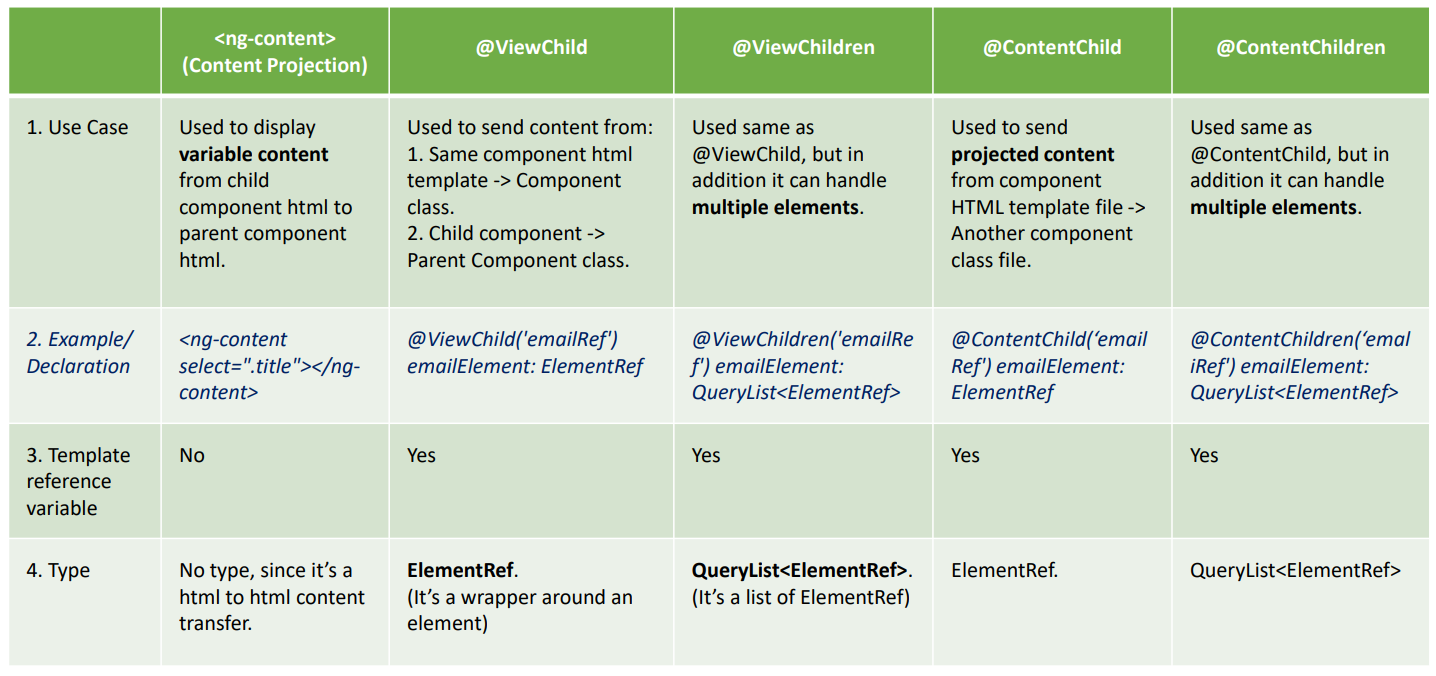 <ng-content>
(Content Projection)
@ViewChild
@ViewChildren
@ContentChild
@ContentChildren
1. Use Case
Used to display
variable content
from child
component html to
parent component
html.
Used to send content from:
1. Same component html
template -> Component
class.
2. Child component ->
Parent Component class.
Used same as
@ViewChild, but in
addition it can handle
multiple elements.
Used to send
projected content
from component
HTML template file ->
Another component
class file.
Used same as
@ContentChild, but in
addition it can handle
multiple elements.
2. Example/
Declaration
<ng-content
select=".title"></ng-
content>
@ViewChild('emailRef')
emailElement: ElementRef
@ViewChildren('emailRe
f') emailElement:
QueryList<ElementRef>
@ContentChild(‘email
Ref') emailElement:
ElementRef
@ContentChildren(‘emal
iRef') emailElement:
QueryList<ElementRef>
3. Template
reference
variable
No
Yes
Yes
Yes
Yes
4. Type
No type, since it’s a
html to html content
transfer.
ElementRef.
(It’s a wrapper around an
element)
QueryList<ElementRef>.
(It’s a list of ElementRef)
ElementRef.
QueryList<ElementRef>